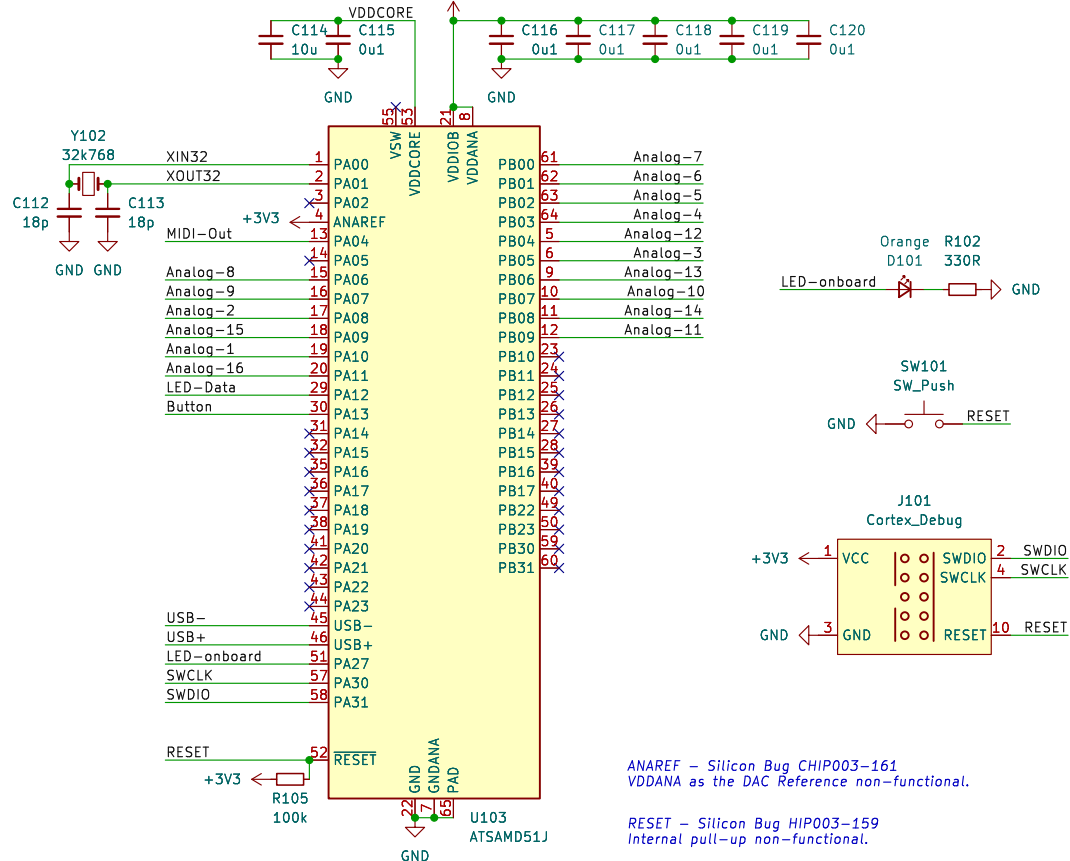 VDDCORE
C114
10u
C115
0u1
GND
C116
0u1
C117
0u1
C118
0u1
C119
0u1
C120
0u1
GND
Y102
32k768
C112
18p
C113
18p
GND
GND
XIN32
XOUT32
+3V3
MIDI-Out
Analog-8
Analog-9
Analog-2
Analog-15
Analog-1
Analog-16
LED-Data
Button
USB-
USB+
LED-onboard
SWCLK
SWDIO
RESET
+3V3
R105
100k
55
53
21
8
VSW
VDDCORE
VDDIOB
VDDANA
1 PA00
2 PA01
3 PA02
4 ANAREF
13 PA04
14 PA05
15 PA06
16 PA07
17 PA08
18 PA09
19 PA10
20 PA11
29 PA12
30 PA13
31 PA14
32 PA15
35 PA16
36 PA17
37 PA18
38 PA19
41 PA20
42 PA21
43 PA22
44 PA23
45 USB-
46 USB+
51 PA27
57 PA30
58 PA31
52 RESET
PB00 61 Analog-7
PB01 62 Analog-6
PB02 63 Analog-5
PB03 64 Analog-4
PB04 5 Analog-12
PB05 6 Analog-3
PB06 9 Analog-13
PB07 10 Analog-10
PB08 11 Analog-14
PB09 12 Analog-11
PB10 23
PB11 24
PB12 25
PB13 26
PB14 27
PB15 28
PB16 39
PB17 40
PB22 49
PB23 50
PB30 59
PB31 60
GND
GNDANA
PAD
22
7
65
GND
U103
ATSAMD51J
Orange
D101
R102
330R
LED-onboard
GND
SW101
SW_Push
GND
RESET
J101
Cortex_Debug
+3V3 1 VCC
SWDIO 2 SWDIO
SWCLK 4 SWCLK
GND 3 GND
RESET 10 RESET
ANAREF - Silicon Bug CHIP003-161
VDDANA as the DAC Reference non-functional.
RESET - Silicon Bug HIP003-159
Internal pull-up non-functional.